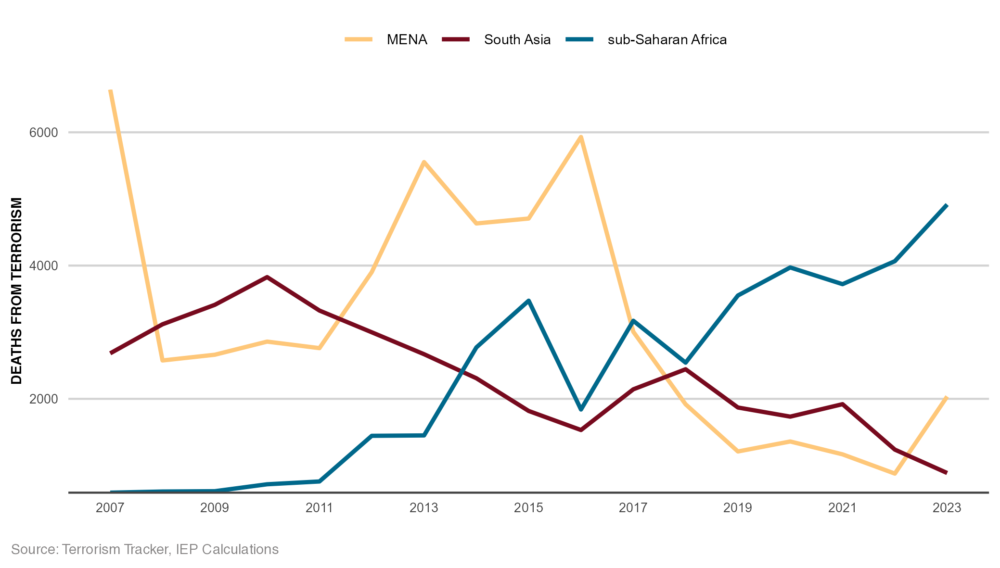 MENA South Asia sub-Saharan Africa
DEATHS FROM TERRORISM
6000
4000
2000
2007 2009 2011 2013 2015 2017 2019 2021 2023
Source: Terrorism Tracker, IEP Calculations